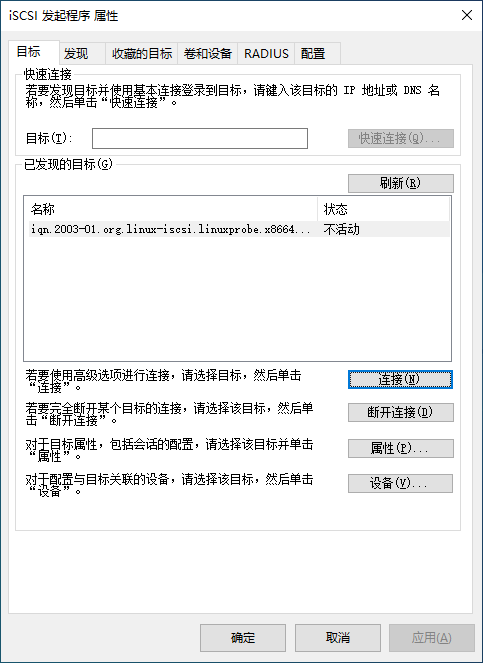 iSCSI 发起程序 属性
目标 发现 收藏的目标 卷和设备 RADIUS 配置
快速连接
若要发现目标并使用基本连接登录到目标，请键入该目标的 IP 地址或 DNS 名
称，然后单击“快速连接”。
目标(T): 快速连接(Q)...
已发现的目标(G)
刷新(R)
名称 状态
iqn.2003-01.org.linux-iscsi.linuxprobe.x8664... 不活动
若要使用高级选项进行连接，请选择目标，然后单击
“连接”。
连接(N)
若要完全断开某个目标的连接，请选择该目标，然后单
击“断开连接”。
断开连接(D)
对于目标属性，包括会话的配置，请选择该目标并单击
“属性”。
属性(P)...
对于配置与目标关联的设备，请选择该目标，然后单击
“设备”。
设备(V)...
确定 取消 应用(A)